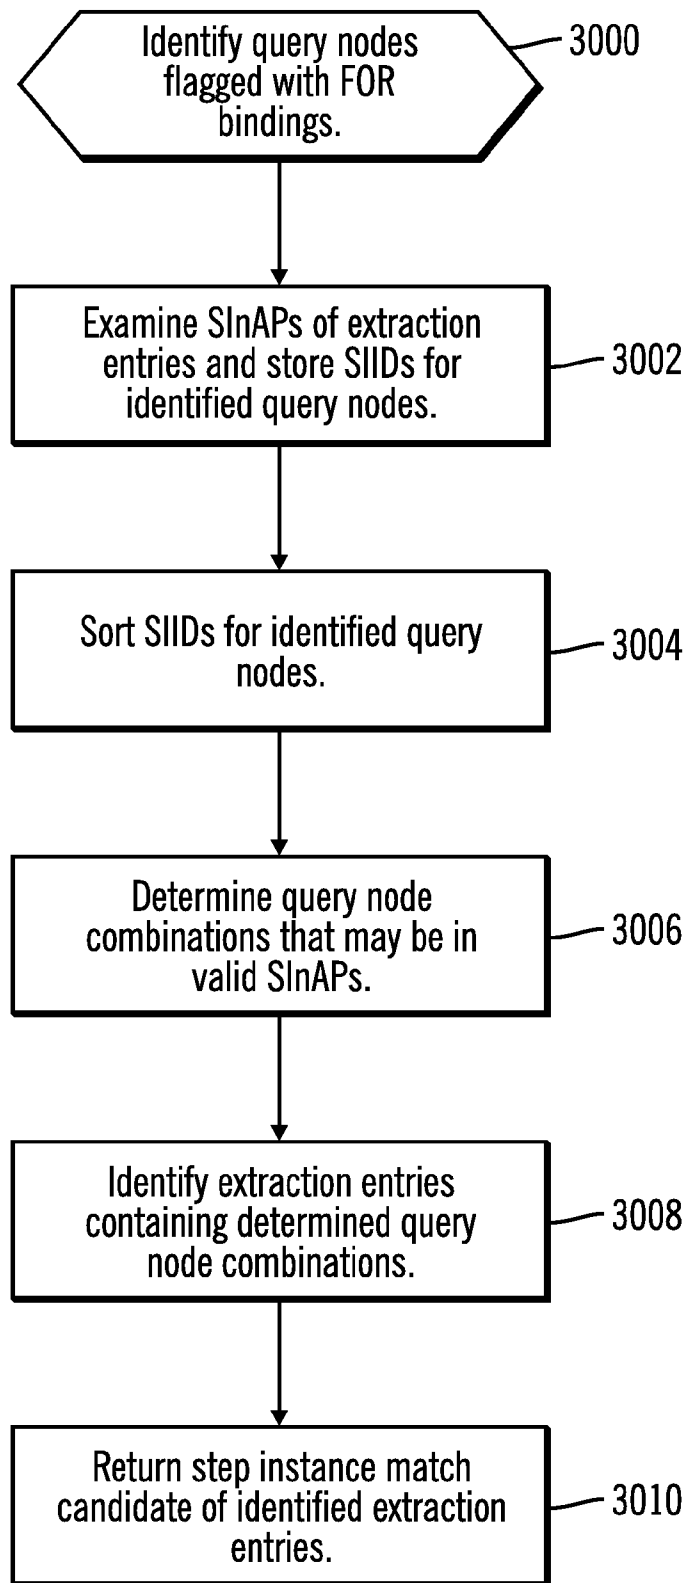 Identify query nodes
flagged with FOR
bindings.
3000
Examine SInAPs of extraction
entries and store SIIDs for
identified query nodes.
3002
Sort SIIDs for identified query
nodes.
3004
Determine query node
combinations that may be in
valid SInAPs.
3006
Identify extraction entries
containing determined query
node combinations.
3008
Return step instance match
candidate of identified extraction
entries.
3010